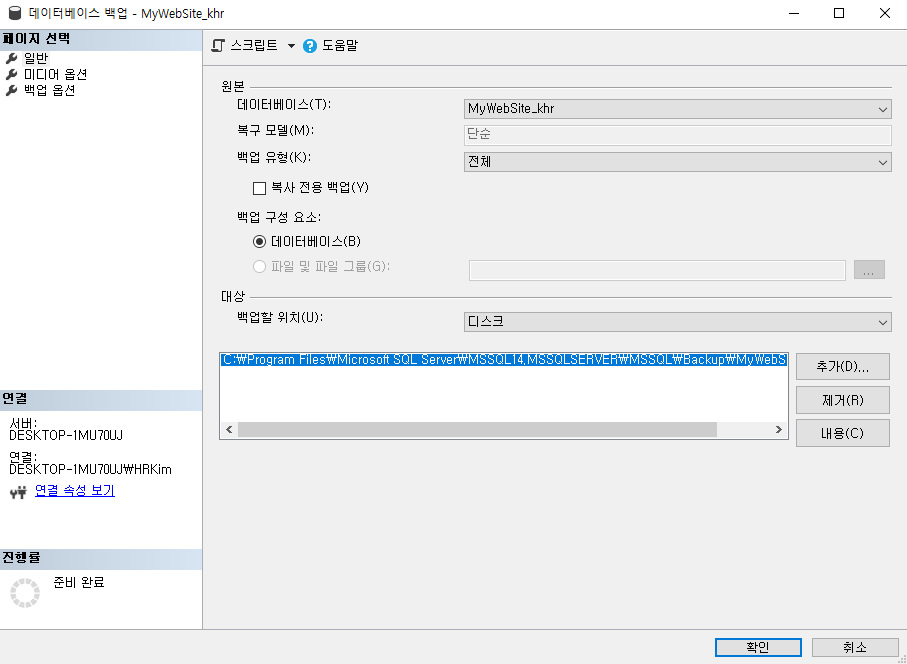 데이터베이스 백업 - MyWebSite_khr
페이지 선택
일반
미디어 옵션
백업 옵션
스크립트
도움말
원본
데이터베이스(T):
MyWebSite_khr
복구 모델(M):
단순
백업 유형(K):
전체
복사 전용 백업(Y)
백업 구성 요소:
데이터베이스(B)
파일 및 파일 그룹(G):
...
대상
백업할 위치(U):
디스크
C:₩Program Files₩Microsoft SQL Server₩MSSQL14.MSSQLSERVER₩MSSQL₩Backup₩MyWebS
추가(D)...
제거(R)
내용(C)
연결
서버:
DESKTOP-1MU70UJ
연결:
DESKTOP-1MU70UJ₩HRKim
연결 속성 보기
진행률
준비 완료
확인
취소